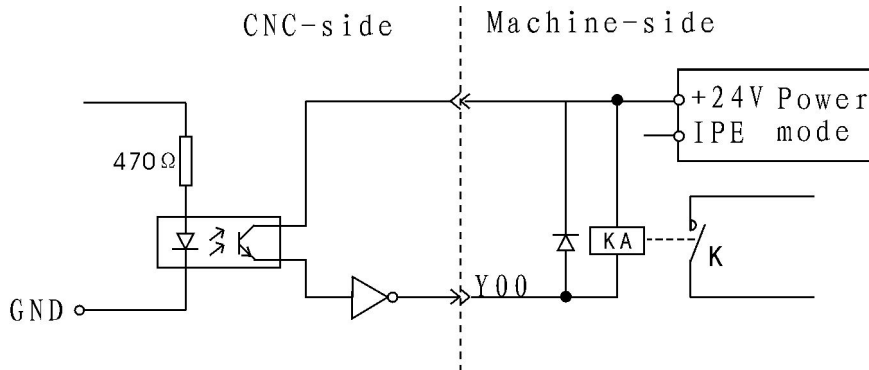 CNC-side
Machine-side
+24V Power
IPE mode
470Ω
KA
K
Y00
GND